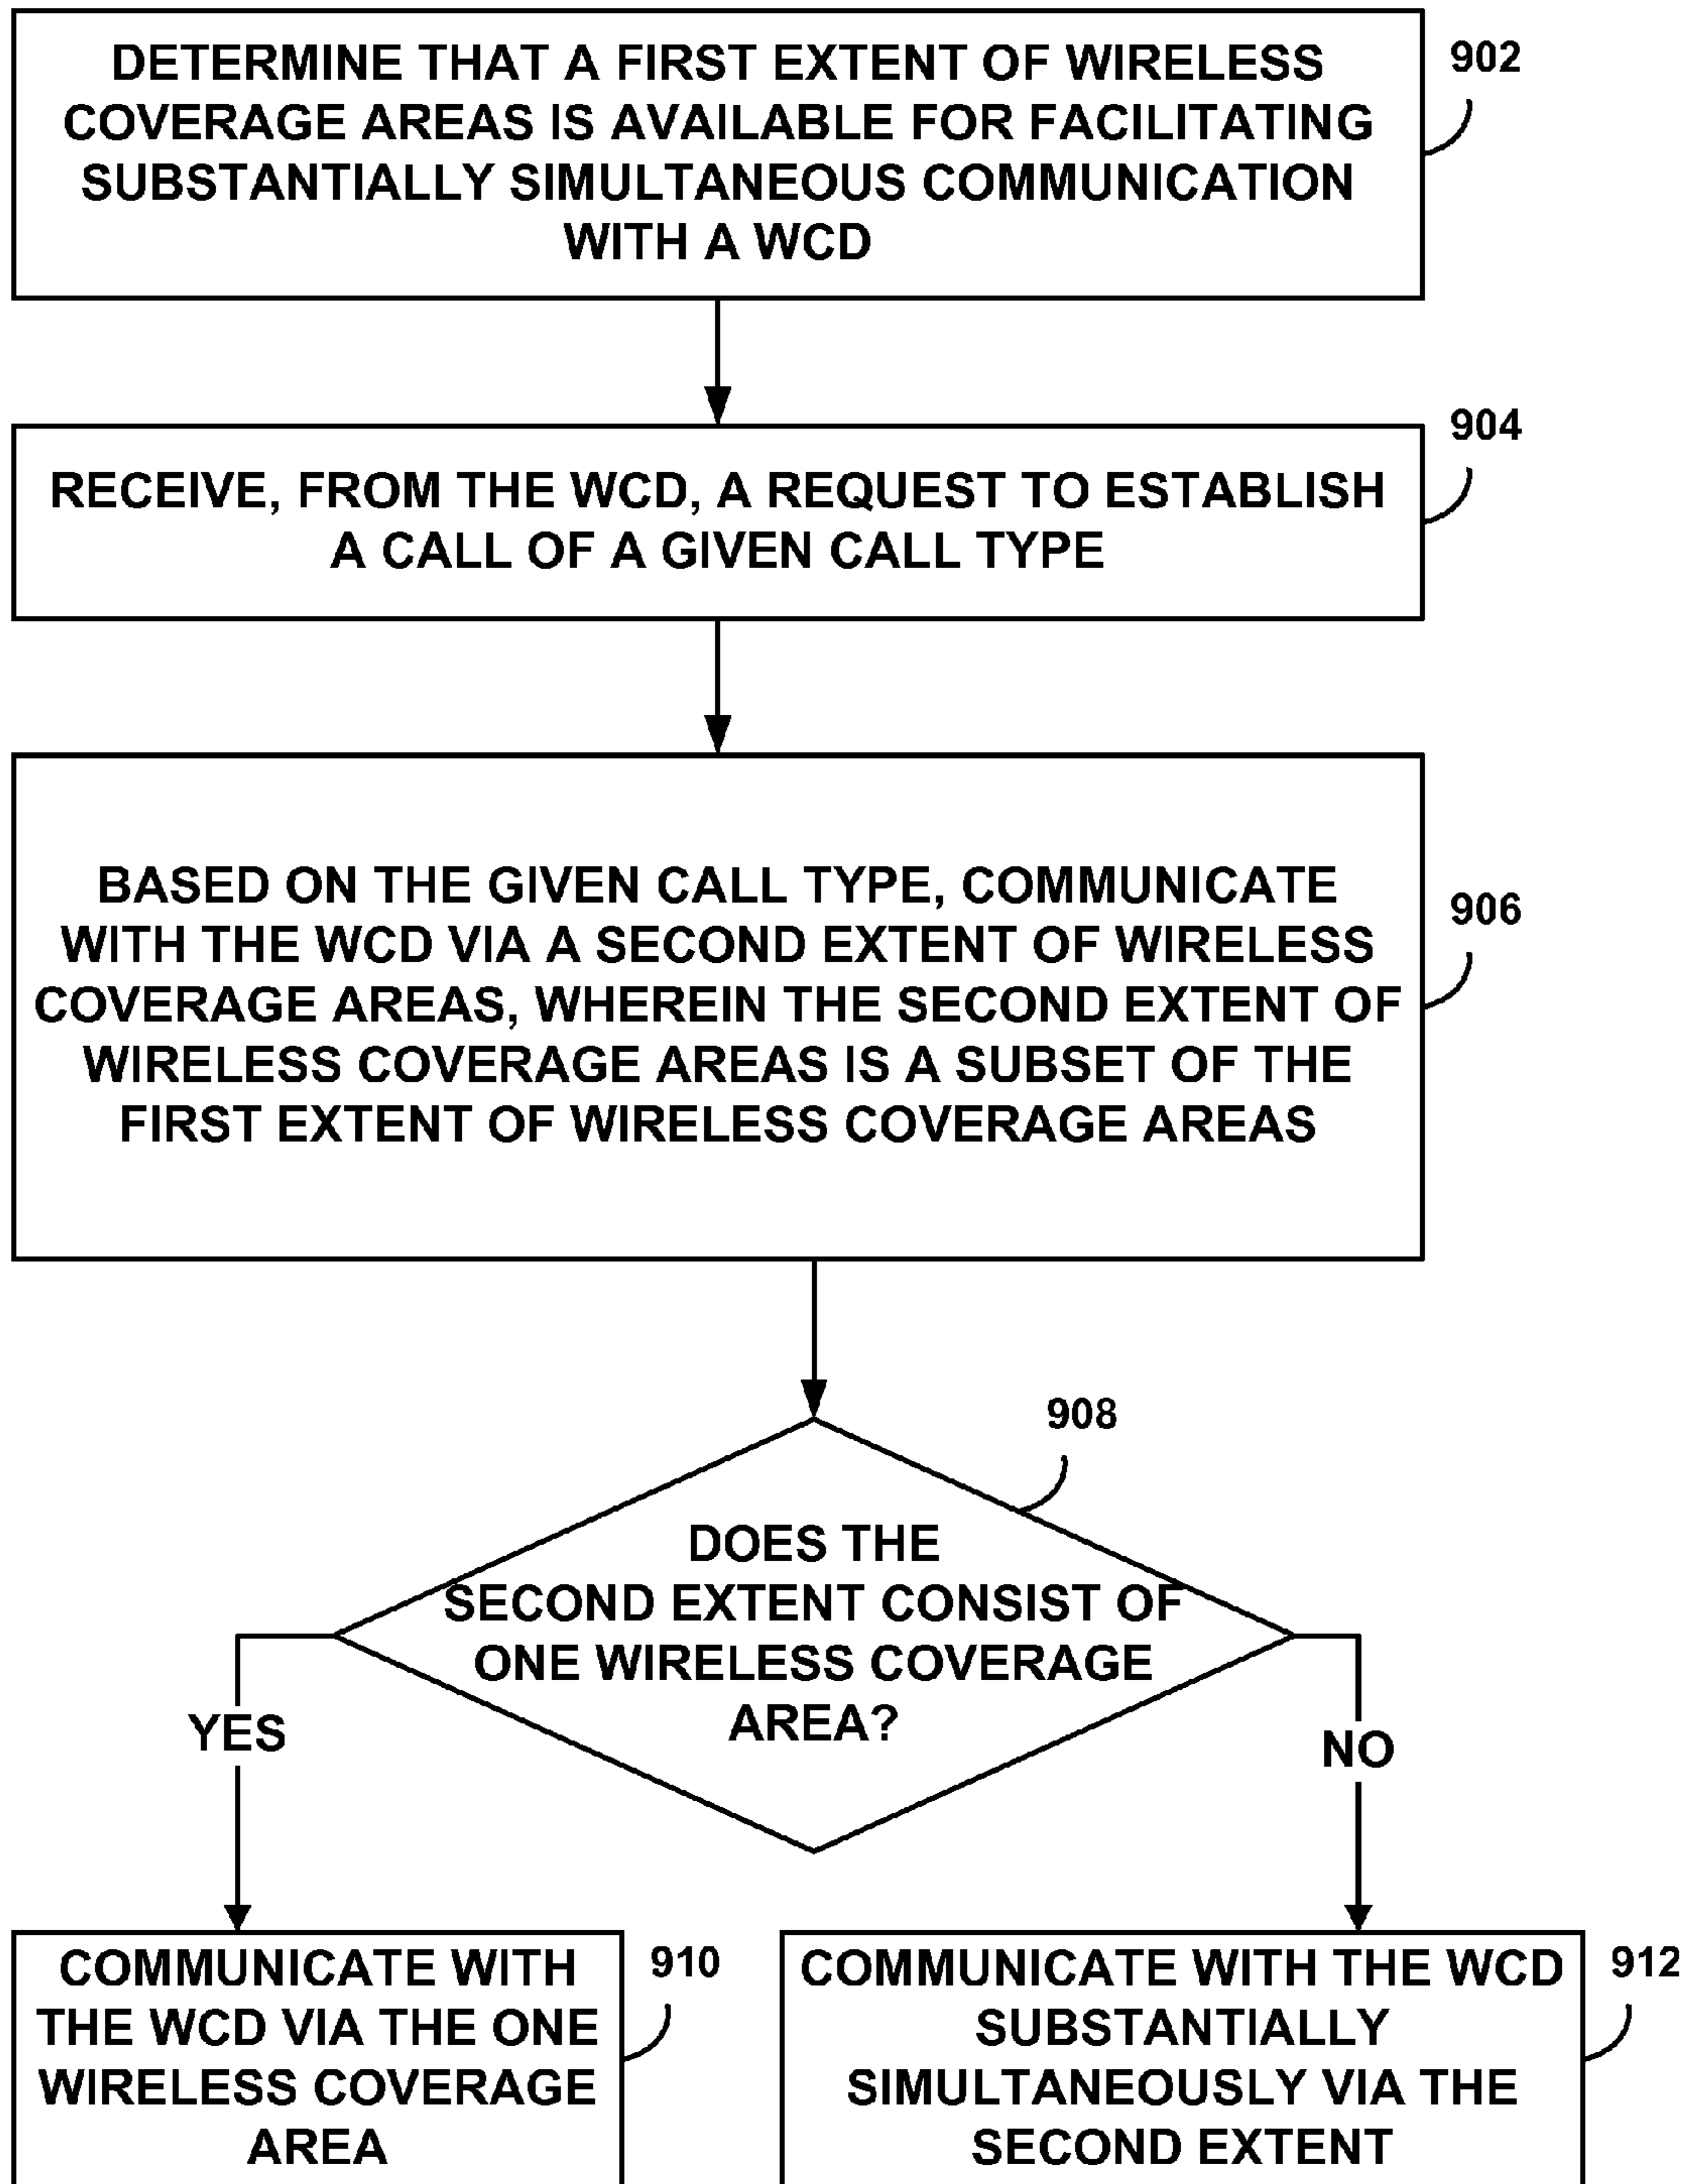 DETERMINE THAT A FIRST EXTENT OF WIRELESS
COVERAGE AREAS IS AVAILABLE FOR FACILITATING
SUBSTANTIALLY SIMULTANEOUS COMMUNICATION
WITH A WCD
902
RECEIVE, FROM THE WCD, A REQUEST TO ESTABLISH
A CALL OF A GIVEN CALL TYPE
904
BASED ON THE GIVEN CALL TYPE, COMMUNICATE
WITH THE WCD VIA A SECOND EXTENT OF WIRELESS
COVERAGE AREAS, WHEREIN THE SECOND EXTENT OF
WIRELESS COVERAGE AREAS IS A SUBSET OF THE
FIRST EXTENT OF WIRELESS COVERAGE AREAS
906
908
DOES THE
SECOND EXTENT CONSIST OF
ONE WIRELESS COVERAGE
AREA?
YES
NO
COMMUNICATE WITH
THE WCD VIA THE ONE
WIRELESS COVERAGE
AREA
910
COMMUNICATE WITH THE WCD
SUBSTANTIALLY
SIMULTANEOUSLY VIA THE
SECOND EXTENT
912